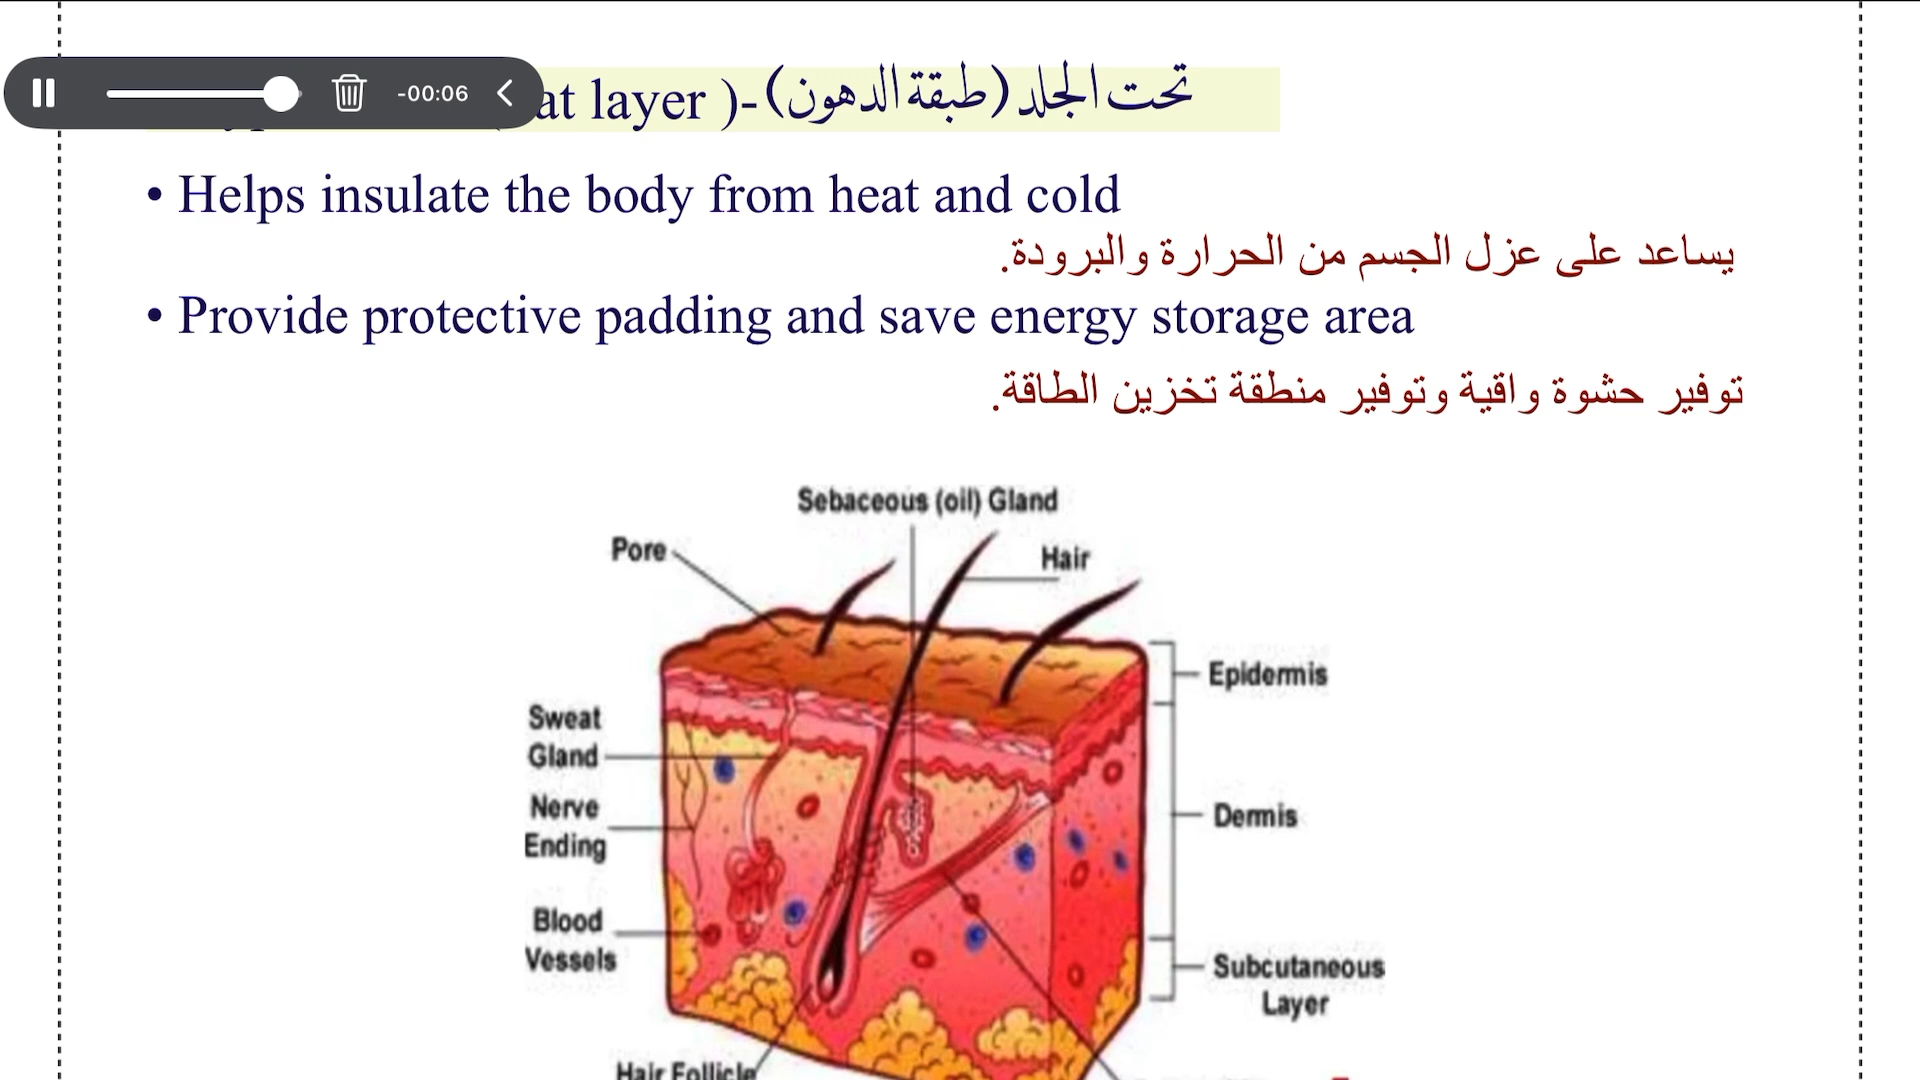 -00:06
at layer )-تحت الجلد (طبقة الدهون)
• Helps insulate the body from heat and cold
يساعد على عزل الجسم من الحرارة والبرودة.
• Provide protective padding and save energy storage area
توفير حشوة واقية وتوفير منطقة تخزين الطاقة.
Sebaceous (oil) Gland
Pore
Hair
Epidermis
Sweat
Gland
Nerve
Ending
Dermis
Blood
Vessels
Subcutaneous
Layer
Hair Follicle